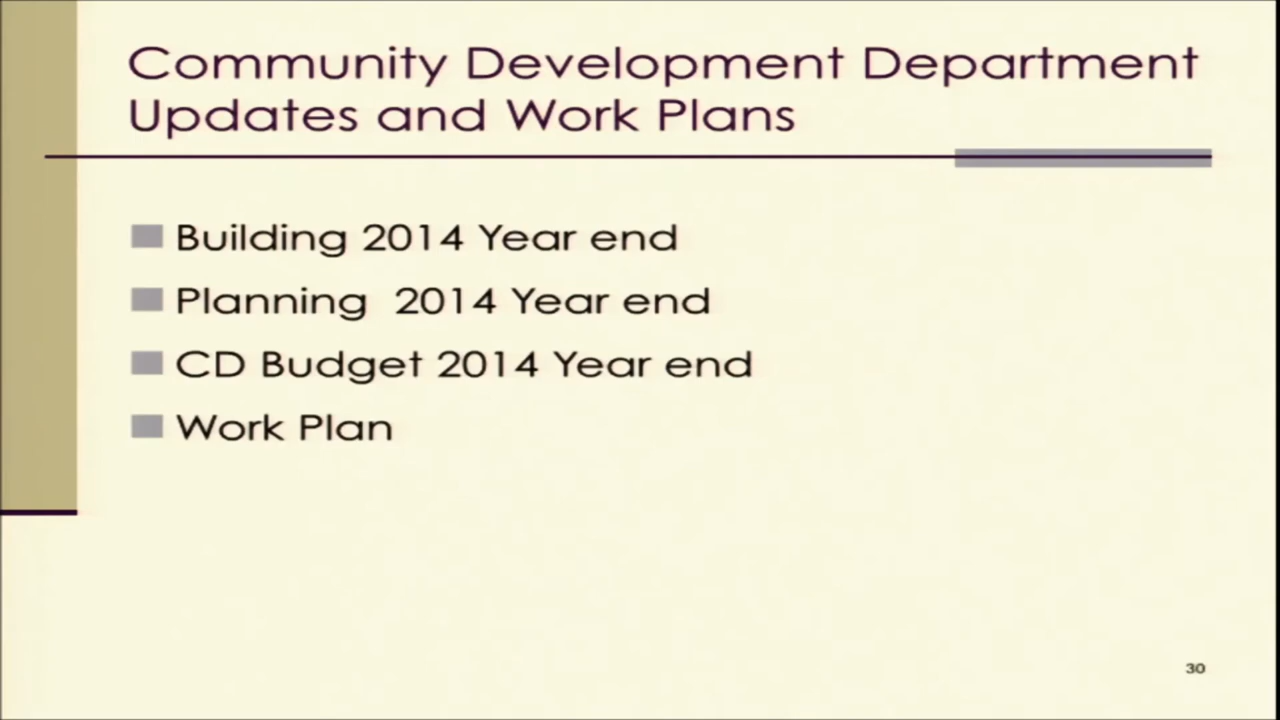 Community Development Department
Updates and Work Plans
Building 2014 Year end
Planning  2014 Year end
CD Budget 2014 Year end
Work Plan
30